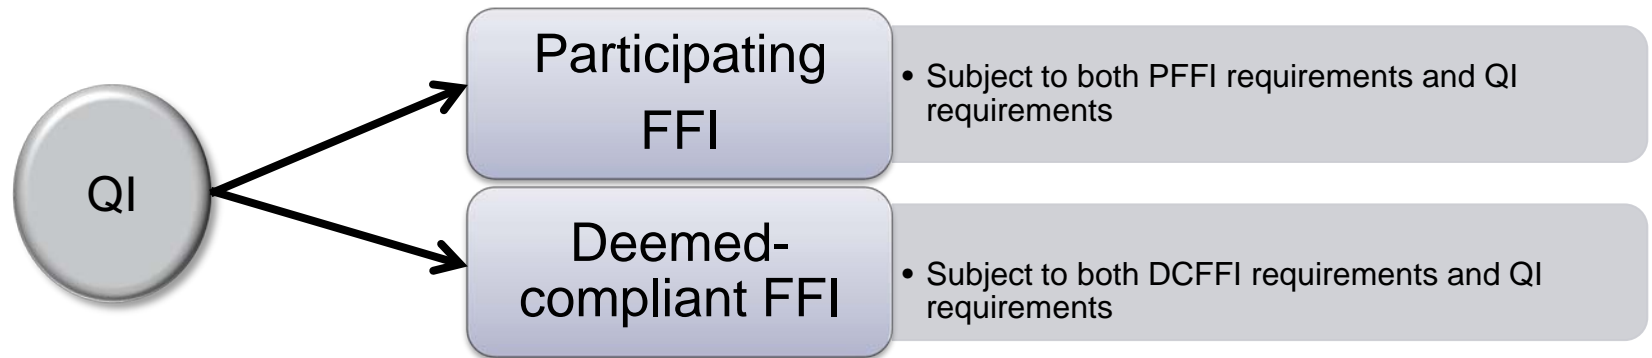 QI
Participating
FFI
• Subject to both PFFI requirements and QI
requirements
Deemed-
compliant FFI
• Subject to both DCFFI requirements and QI
requirements